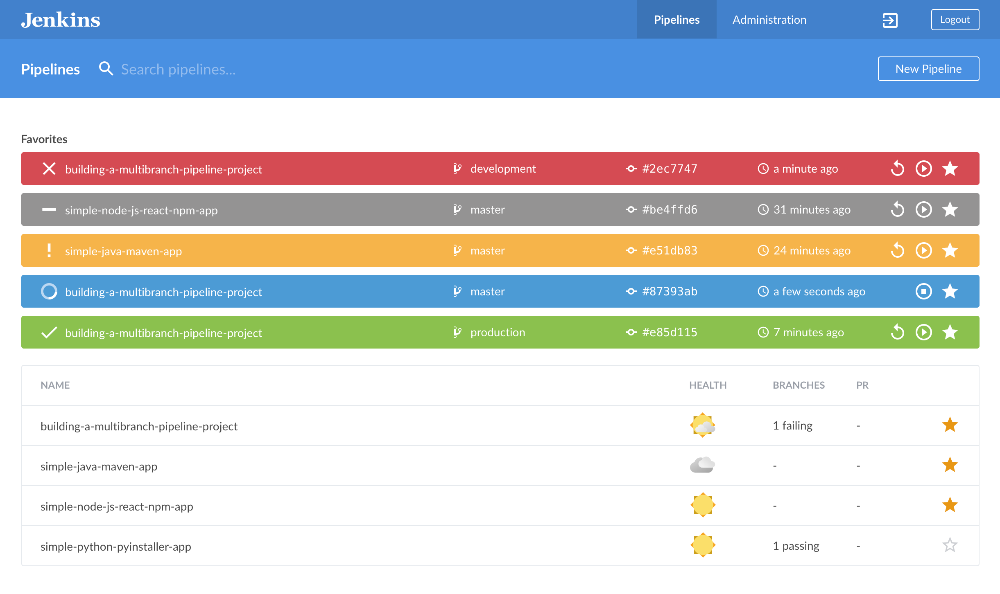 Jenkins Pipelines Administration Logout
Pipelines Search pipelines... New Pipeline
Favorites
building-a-multibranch-pipeline-project development #2ec7747 a minute ago
simple-node-js-react-npm-app master #be4ffd6 31 minutes ago
simple-java-maven-app master #e51db83 24 minutes ago
building-a-multibranch-pipeline-project master #87393ab a few seconds ago
building-a-multibranch-pipeline-project production #e85d115 7 minutes ago
NAME HEALTH BRANCHES PR
building-a-multibranch-pipeline-project 1 failing -
simple-java-maven-app - -
simple-node-js-react-npm-app - -
simple-python-pyinstaller-app 1 passing -